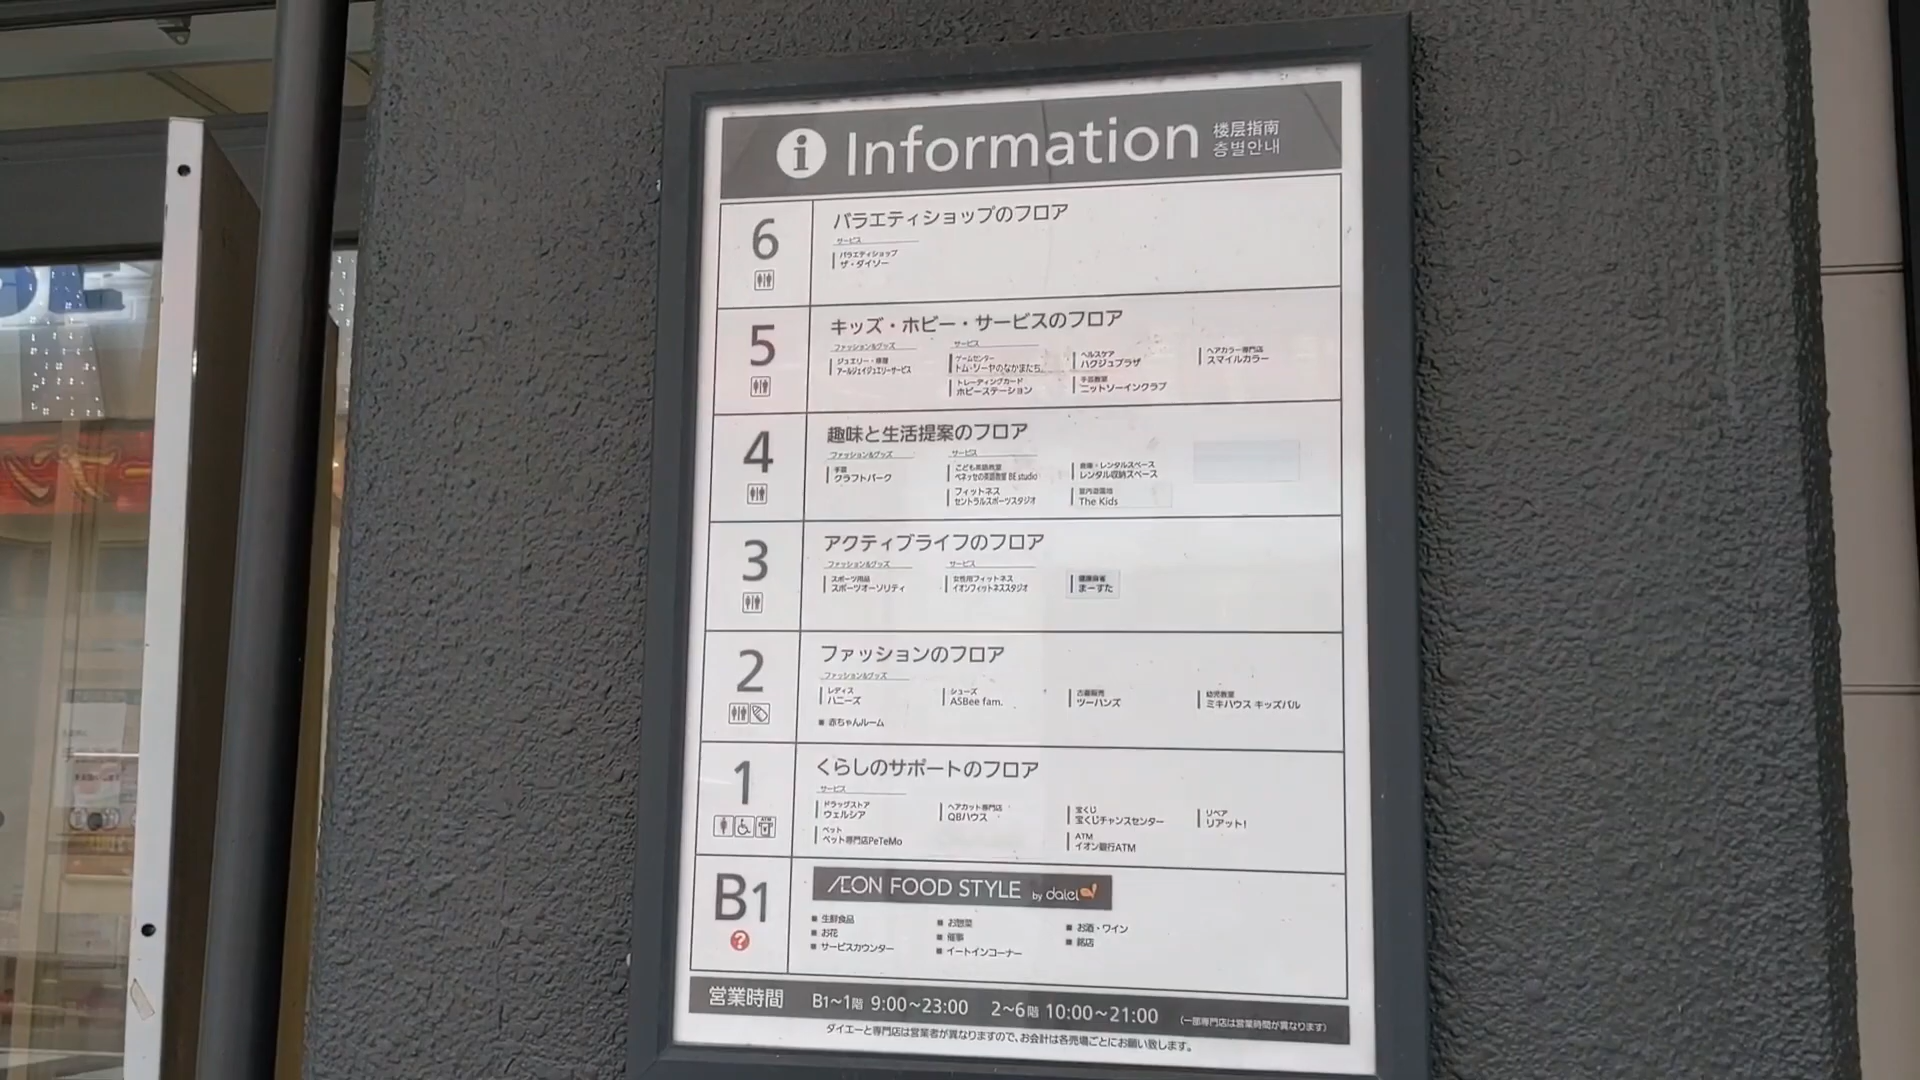 Information
楼层指南
층별안내
6
バラエティショップのフロア
サービス
バラエティショップ
ザ・ダイソー
5
キッズ・ホビー・サービスのフロア
ファッション&グッズ
サービス
ジュエリー・修理
アールジェイジュエリーサービス
ゲームセンター
トム・ソーヤのなかまたち
トレーディングカード
ホビーステーション
ヘルスケア
ハクジュプラザ
手芸教室
ニットソーインクラブ
ヘアカラー専門店
スマイルカラー
4
趣味と生活提案のフロア
ファッション&グッズ
サービス
手芸
クラフトパーク
こども英語教室
ベネッセの英語教室 BE studio
フィットネス
セントラルスポーツスタジオ
倉庫・レンタルスペース
レンタル収納スペース
室内遊園地
The Kids
3
アクティブライフのフロア
ファッション&グッズ
サービス
スポーツ用品
スポーツオーソリティ
女性用フィットネス
イオンフィットネススタジオ
健康麻雀
まーすた
2
ファッションのフロア
ファッション&グッズ
レディス
ハニーズ
シューズ
ASBee fam.
古着販売
ツーハンズ
幼児教室
ミキハウス キッズパル
■ 赤ちゃんルーム
1
ATM
くらしのサポートのフロア
サービス
ドラッグストア
ウェルシア
ペット
ペット専門店PeTeMo
ヘアカット専門店
QBハウス
宝くじ
宝くじチャンスセンター
ATM
イオン銀行ATM
リペア
リアット!
B1
?
ÆON FOOD STYLE by daiei
■ 生鮮食品
■ お花
■ サービスカウンター
■ お惣菜
■ 催事
■ イートインコーナー
■ お酒・ワイン
■ 銘店
営業時間 B1～1階 9:00～23:00 2～6階 10:00～21:00 (一部専門店は営業時間が異なります)
ダイエーと専門店は営業者が異なりますので、お会計は各売場ごとにお願い致します。